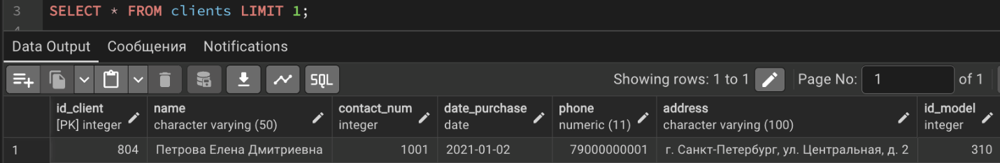 3 SELECT * FROM clients LIMIT 1;
Data Output Сообщения Notifications
SQL Showing rows: 1 to 1 Page No: 1 of 1
id_client name contact_num date_purchase phone address id_model
[PK] integer character varying (50) integer date numeric (11) character varying (100) integer
1 804 Петрова Елена Дмитриевна 1001 2021-01-02 79000000001 г. Санкт-Петербург, ул. Центральная, д. 2 310